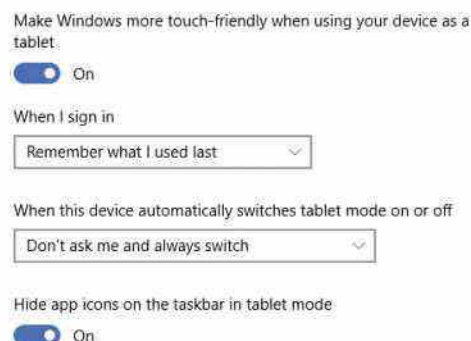 Make Windows more touch-friendly when using your device as a
tablet
On
When I sign in
Remember what I used last
When this device automatically switches tablet mode on or off
Don't ask me and always switch
Hide app icons on the taskbar in tablet mode
On